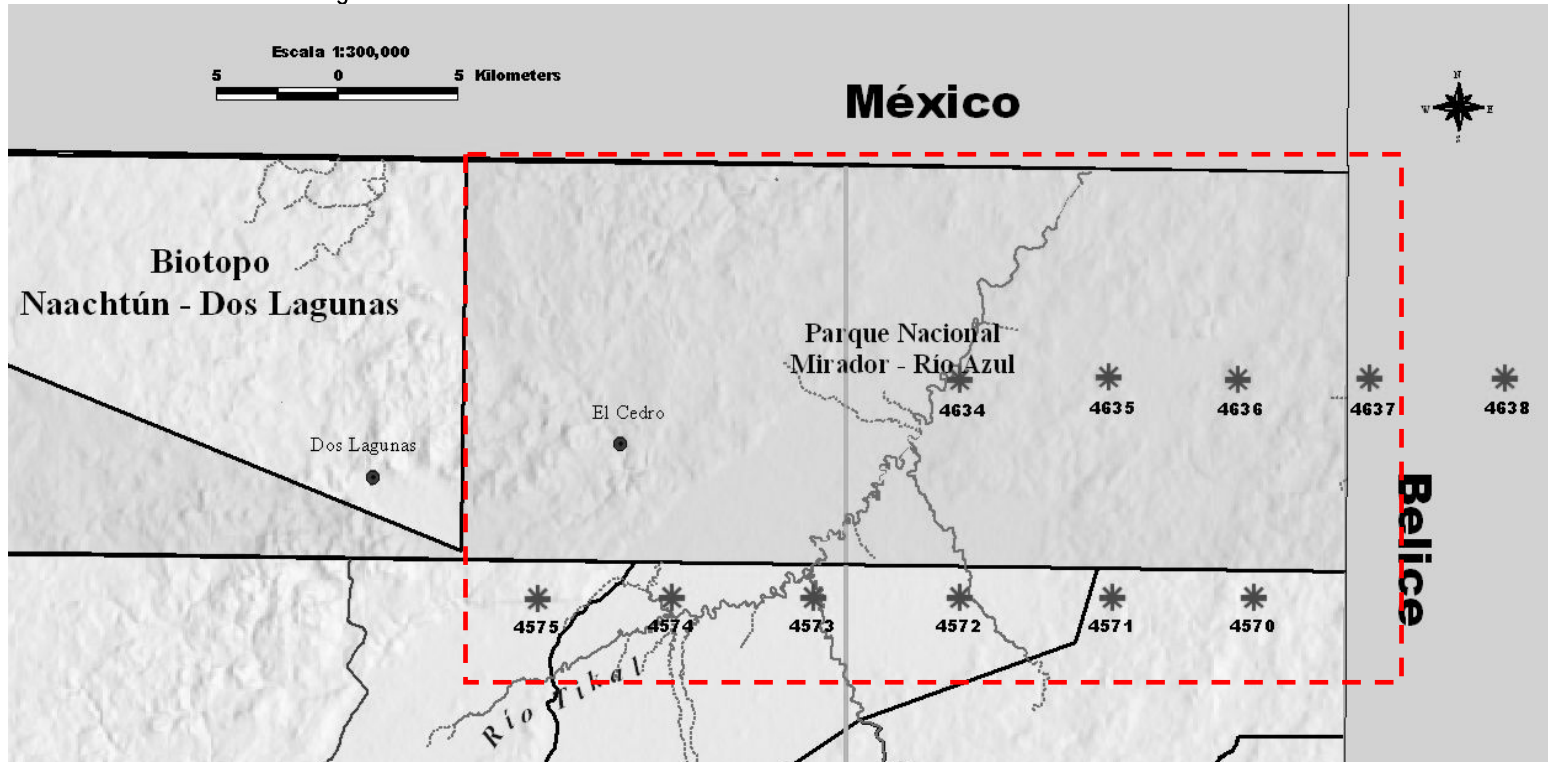 Escala 1:300,000
5 0 5 Kilometers
México
N
W E
S
Biotopo
Naachtún - Dos Lagunas
Parque Nacional
Mirador - Río Azul
El Cedro
Dos Lagunas
4634 4635 4636 4637 4638
Belice
4575 4574 4573 4572 4571 4570
Río Tikal